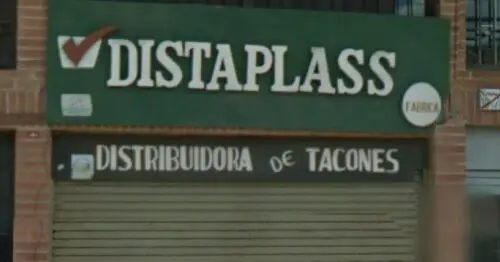 DISTAPLASS
FABRICA
DISTRIBUIDORA DE TACONES